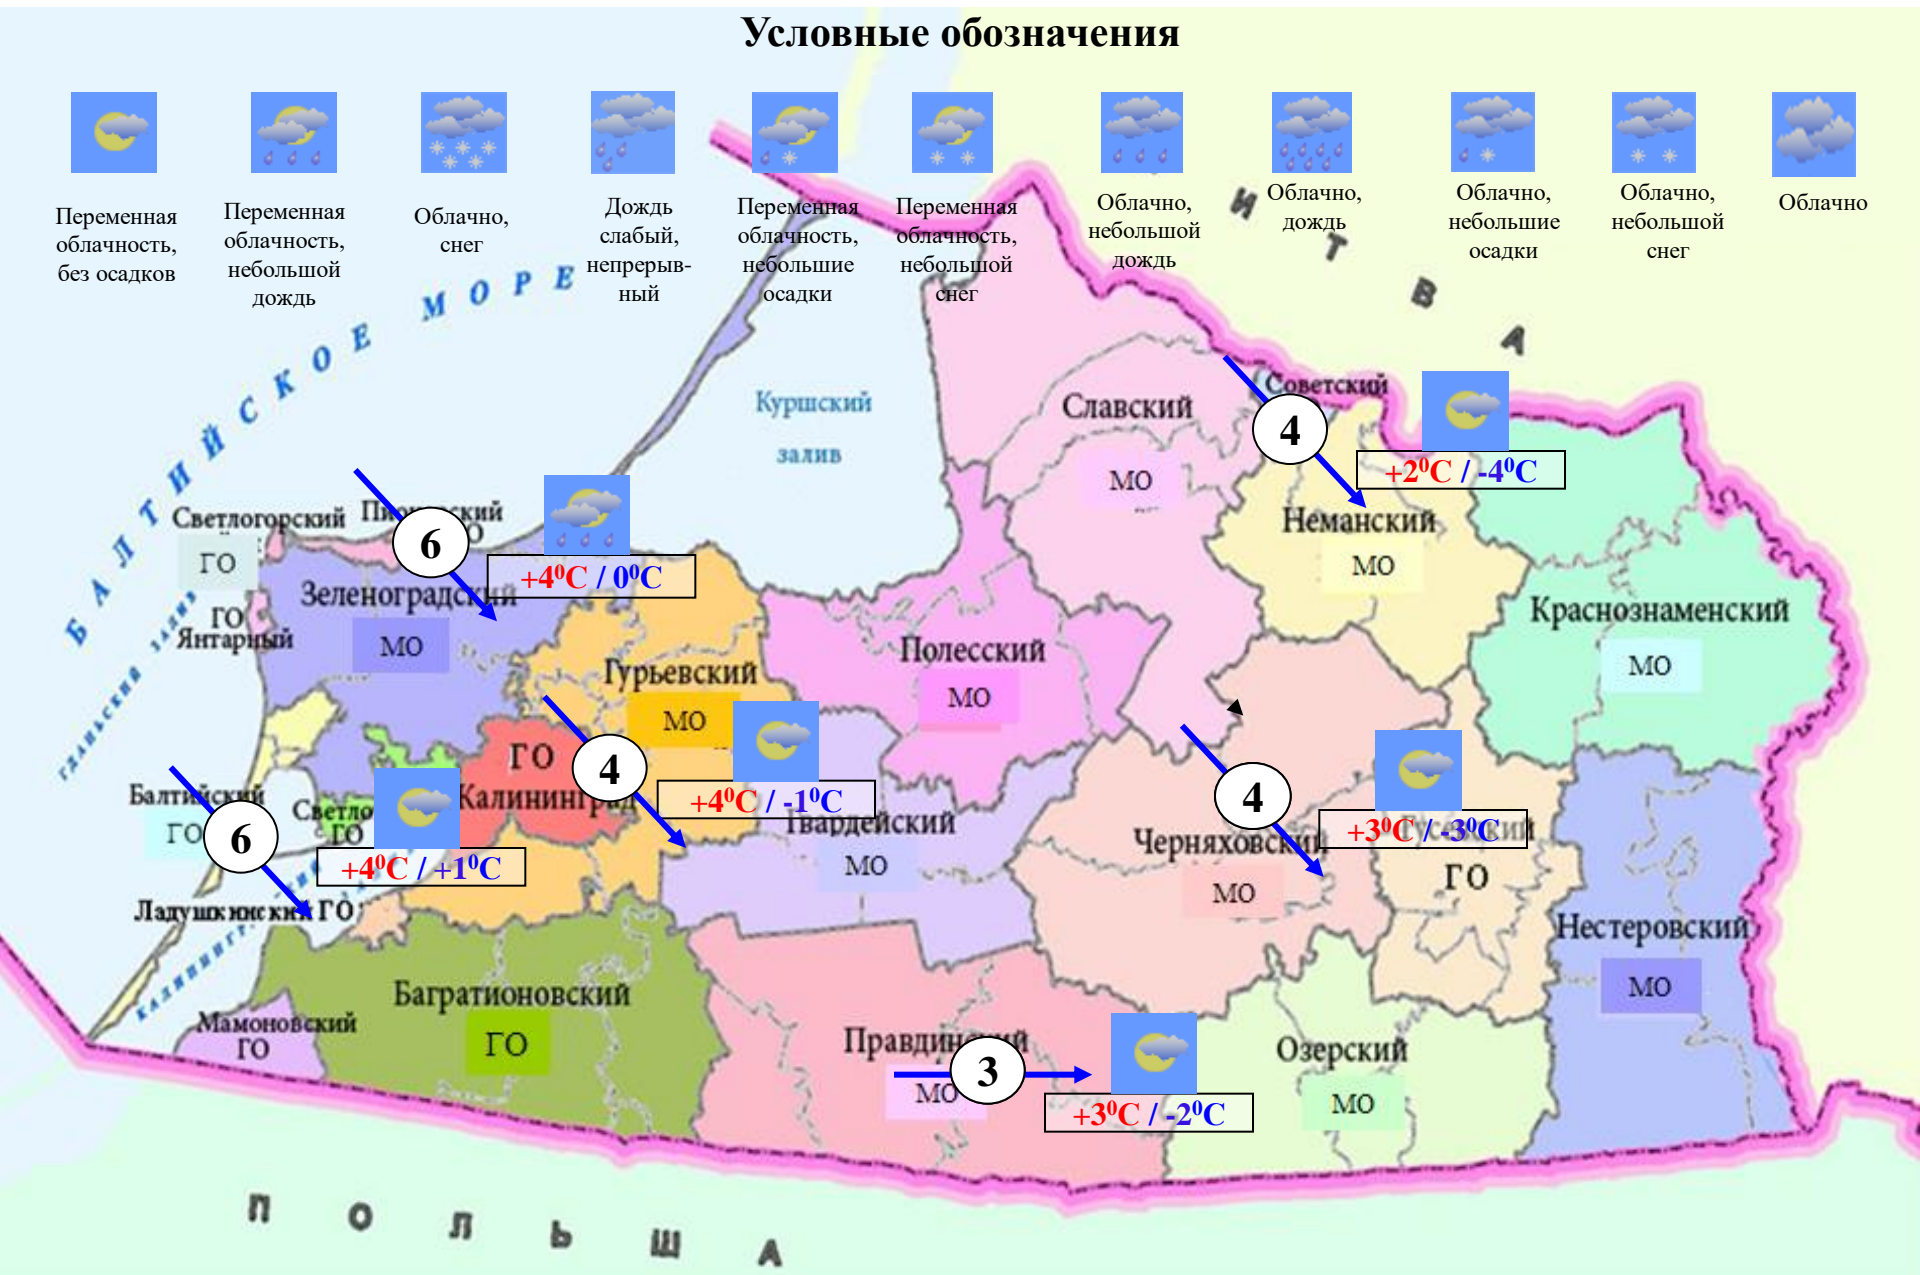 Условные обозначения
Переменная
облачность,
без осадков
Переменная
облачность,
небольшой
дождь
Облачно,
снег
Дождь
слабый,
непрерыв-
ный
Переменная
облачность,
небольшие
осадки
Переменная
облачность,
небольшой
снег
Облачно,
небольшой
дождь
Облачно,
дождь
Облачно,
небольшие
осадки
Облачно,
небольшой
снег
Облачно
БАЛТИЙСКОЕ МОРЕ
ИТВА
Куршский
залив
Славский
МО
Советский
4
+2⁰С / -4⁰С
Неманский
МО
Краснознаменский
МО
Светлогорский
ГО
6
+4⁰С / 0⁰С
Зеленоградский
МО
ГО
Янтарный
Гурьевский
МО
Полесский
МО
ГО
Калининград
4
+4⁰С / -1⁰С
Гвардейский
МО
Балтийский
ГО
6
Светло
ГО
+4⁰С / +1⁰С
Ладушкинский ГО
4
+3⁰С / -3⁰С
Черняховский
МО
ГО
Нестеровский
МО
Багратионовский
ГО
Мамоновский
ГО
МО
3
+3⁰С / -2⁰С
Озерский
МО
ПОЛЬША